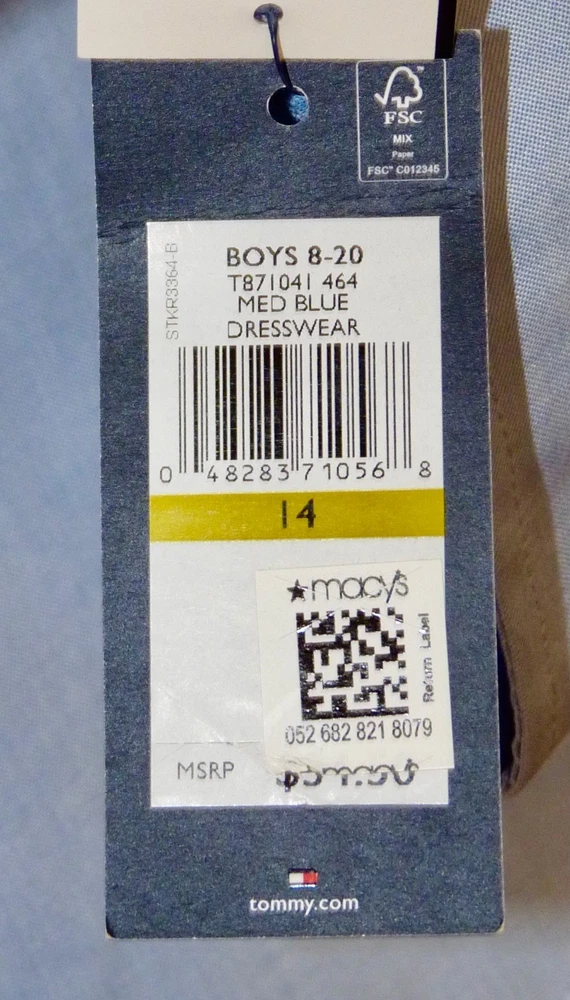 FSC
MIX
Paper
FSC® C012345
STKR3364-B
BOYS 8-20
T871041 464
MED BLUE
DRESSWEAR
0 48283 71056 8
14
★macy's
Return Label
052 682 821 8079
MSRP
tommy.com